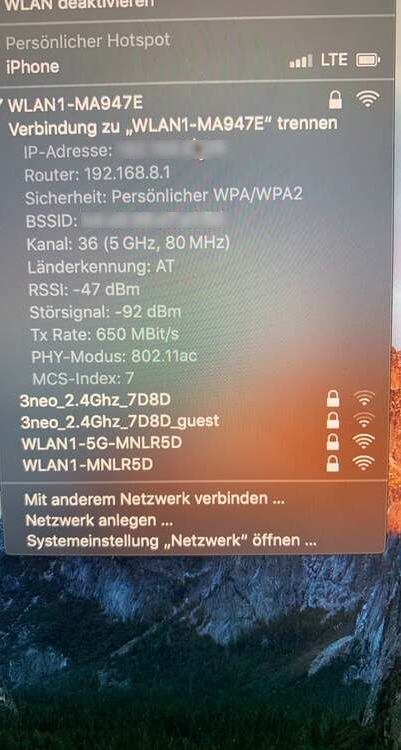 WLAN deaktivieren
Persönlicher Hotspot
iPhone LTE
WLAN1-MA947E
Verbindung zu „WLAN1-MA947E“ trennen
IP-Adresse:
Router: 192.168.8.1
Sicherheit: Persönlicher WPA/WPA2
BSSID:
Kanal: 36 (5 GHz, 80 MHz)
Länderkennung: AT
RSSI: -47 dBm
Störsignal: -92 dBm
Tx Rate: 650 MBit/s
PHY-Modus: 802.11ac
MCS-Index: 7
3neo_2.4Ghz_7D8D
3neo_2.4Ghz_7D8D_guest
WLAN1-5G-MNLR5D
WLAN1-MNLR5D
Mit anderem Netzwerk verbinden ...
Netzwerk anlegen ...
Systemeinstellung „Netzwerk“ öffnen ...